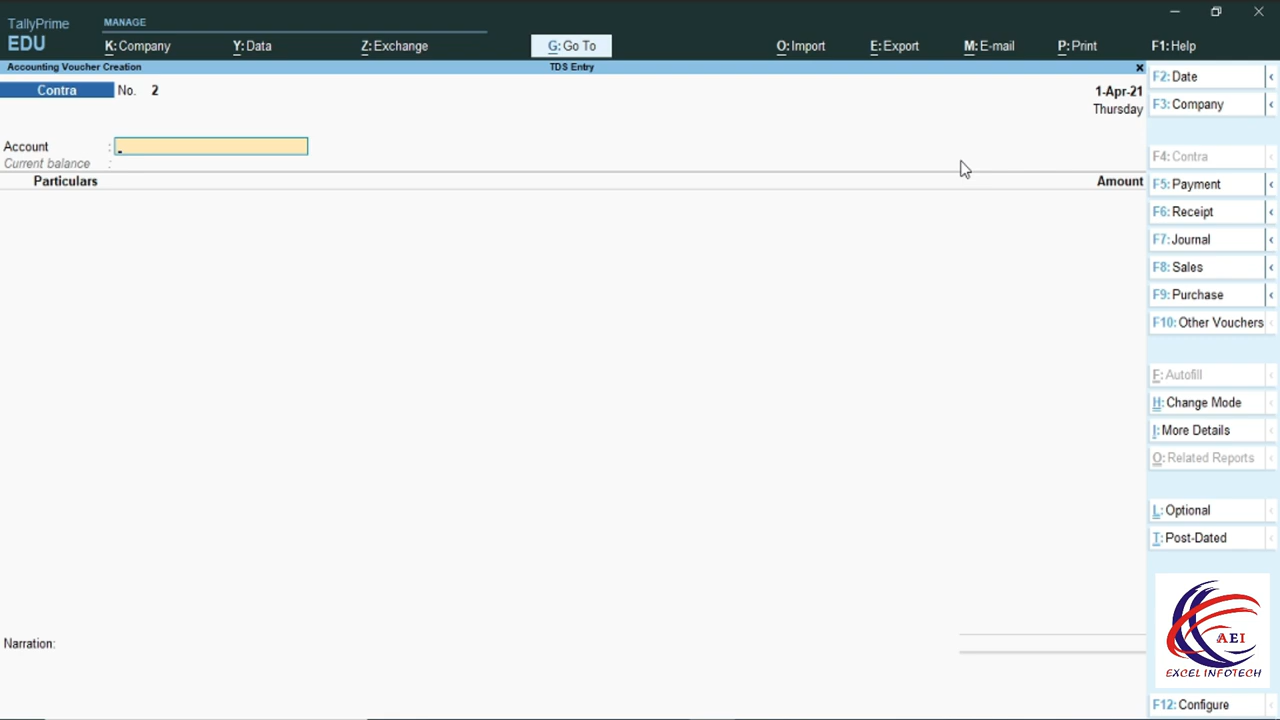 TallyPrime
EDU
MANAGE
K: Company
Y: Data
Z: Exchange
G: Go To
O: Import
E: Export
M: E-mail
P: Print
F1: Help
Accounting Voucher Creation
TDS Entry
Contra No. 2
1-Apr-21
Thursday
Account :
Current balance :
Particulars
Amount
Narration:
F2: Date
F3: Company
F4: Contra
F5: Payment
F6: Receipt
F7: Journal
F8: Sales
F9: Purchase
F10: Other Vouchers
F: Autofill
H: Change Mode
I: More Details
O: Related Reports
L: Optional
T: Post-Dated
AEI
EXCEL INFOTECH
F12: Configure